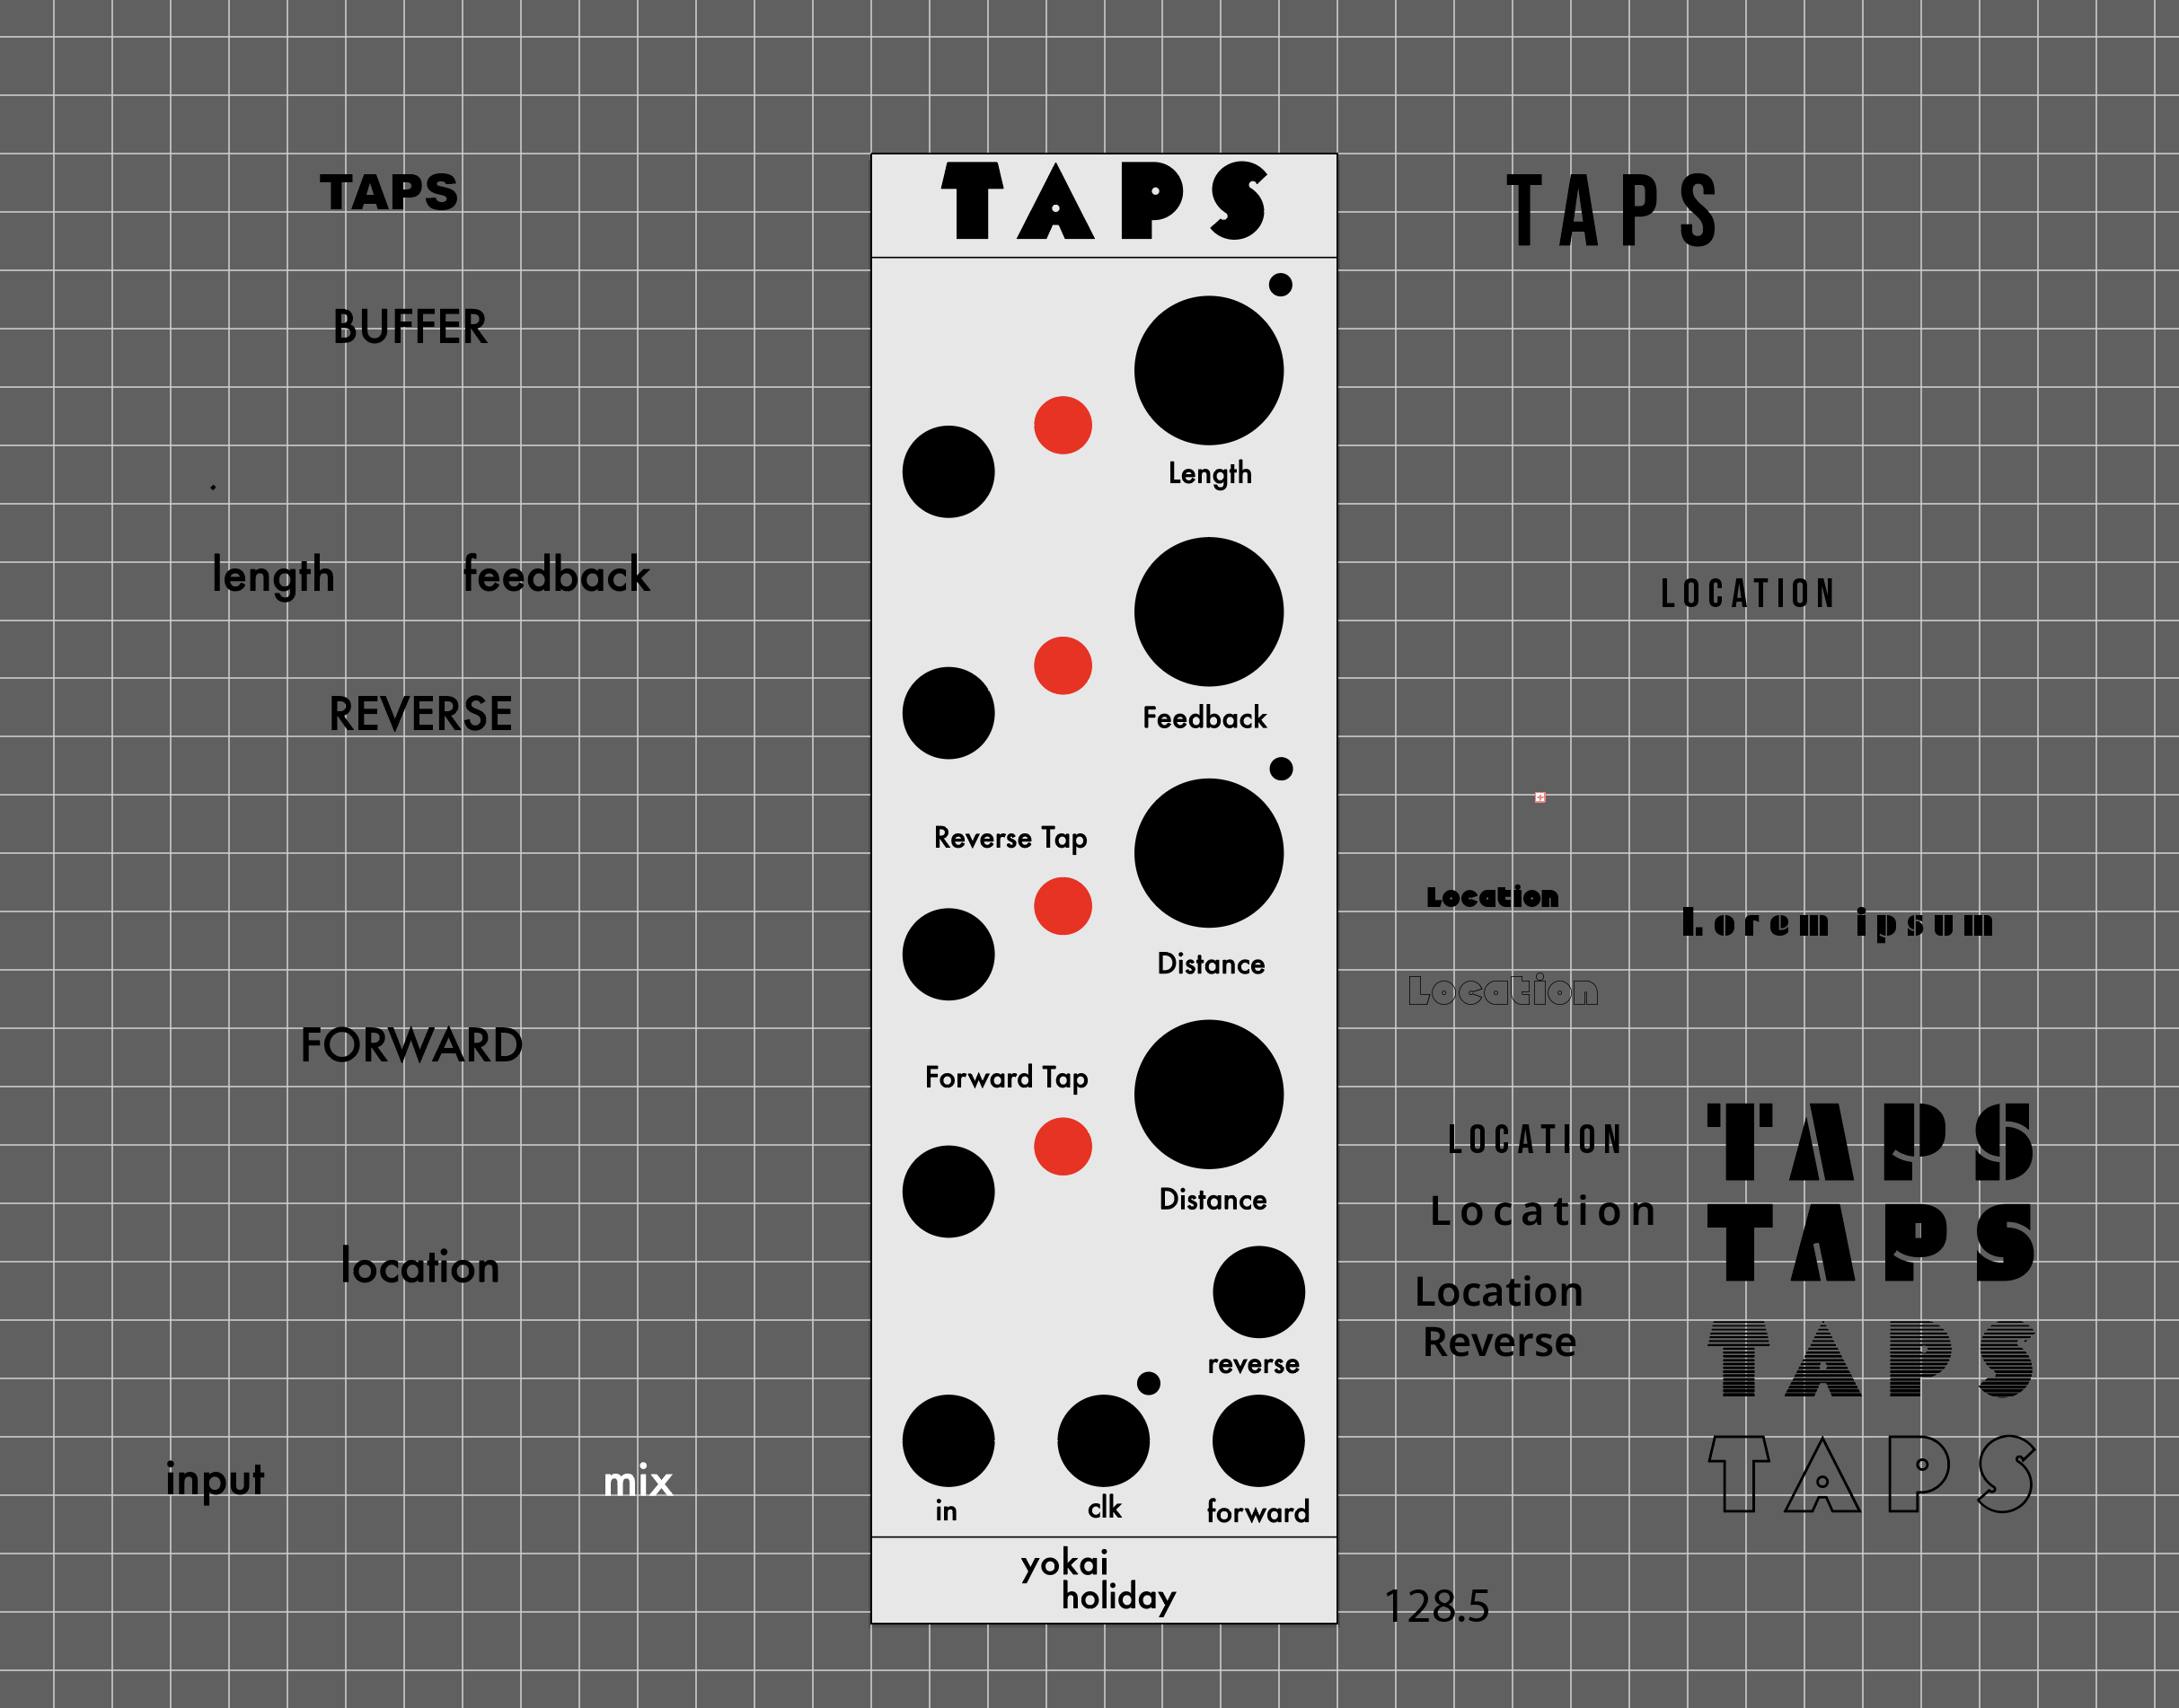 TAPS
TAPS
TAPS
BUFFER
Length
length
feedback
LOCATION
REVERSE
Feedback
Reverse Tap
Location
Lorem ipsum
Distance
Location
FORWARD
Forward Tap
LOCATION
TAPS
Distance
Location
TAPS
location
Location
Reverse
reverse
TAPS
input
mix
TAPS
in
clk
forward
yokai
holiday
128.5